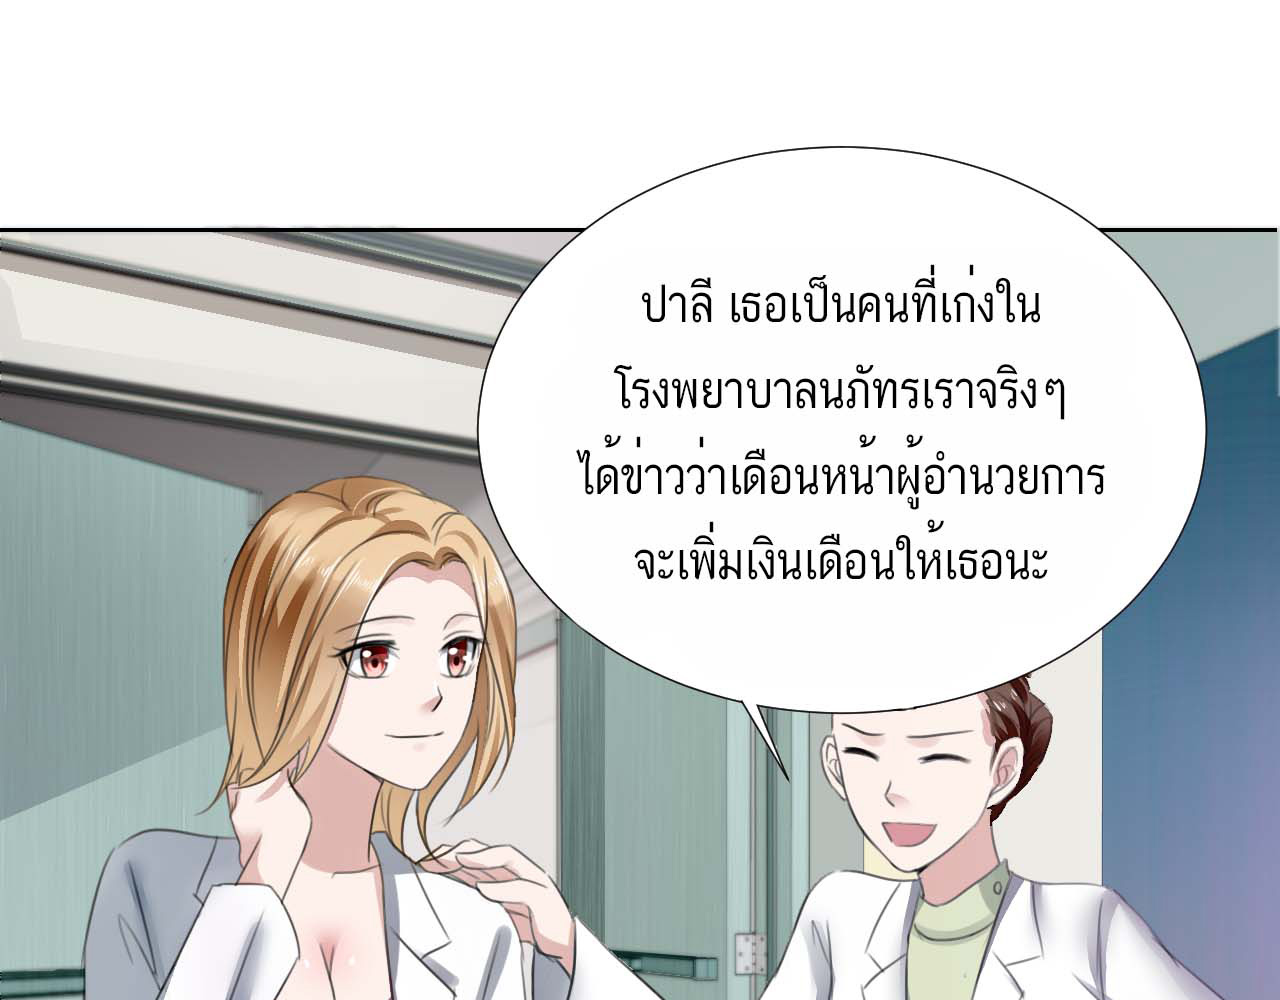 ปาลี เธอเป็นคนที่เก่งใน
โรงพยาบาลนภัทรเราจริงๆ
ได้ข่าวว่าเดือนหน้าผู้อำนวยการ
จะเพิ่มเงินเดือนให้เธอนะ